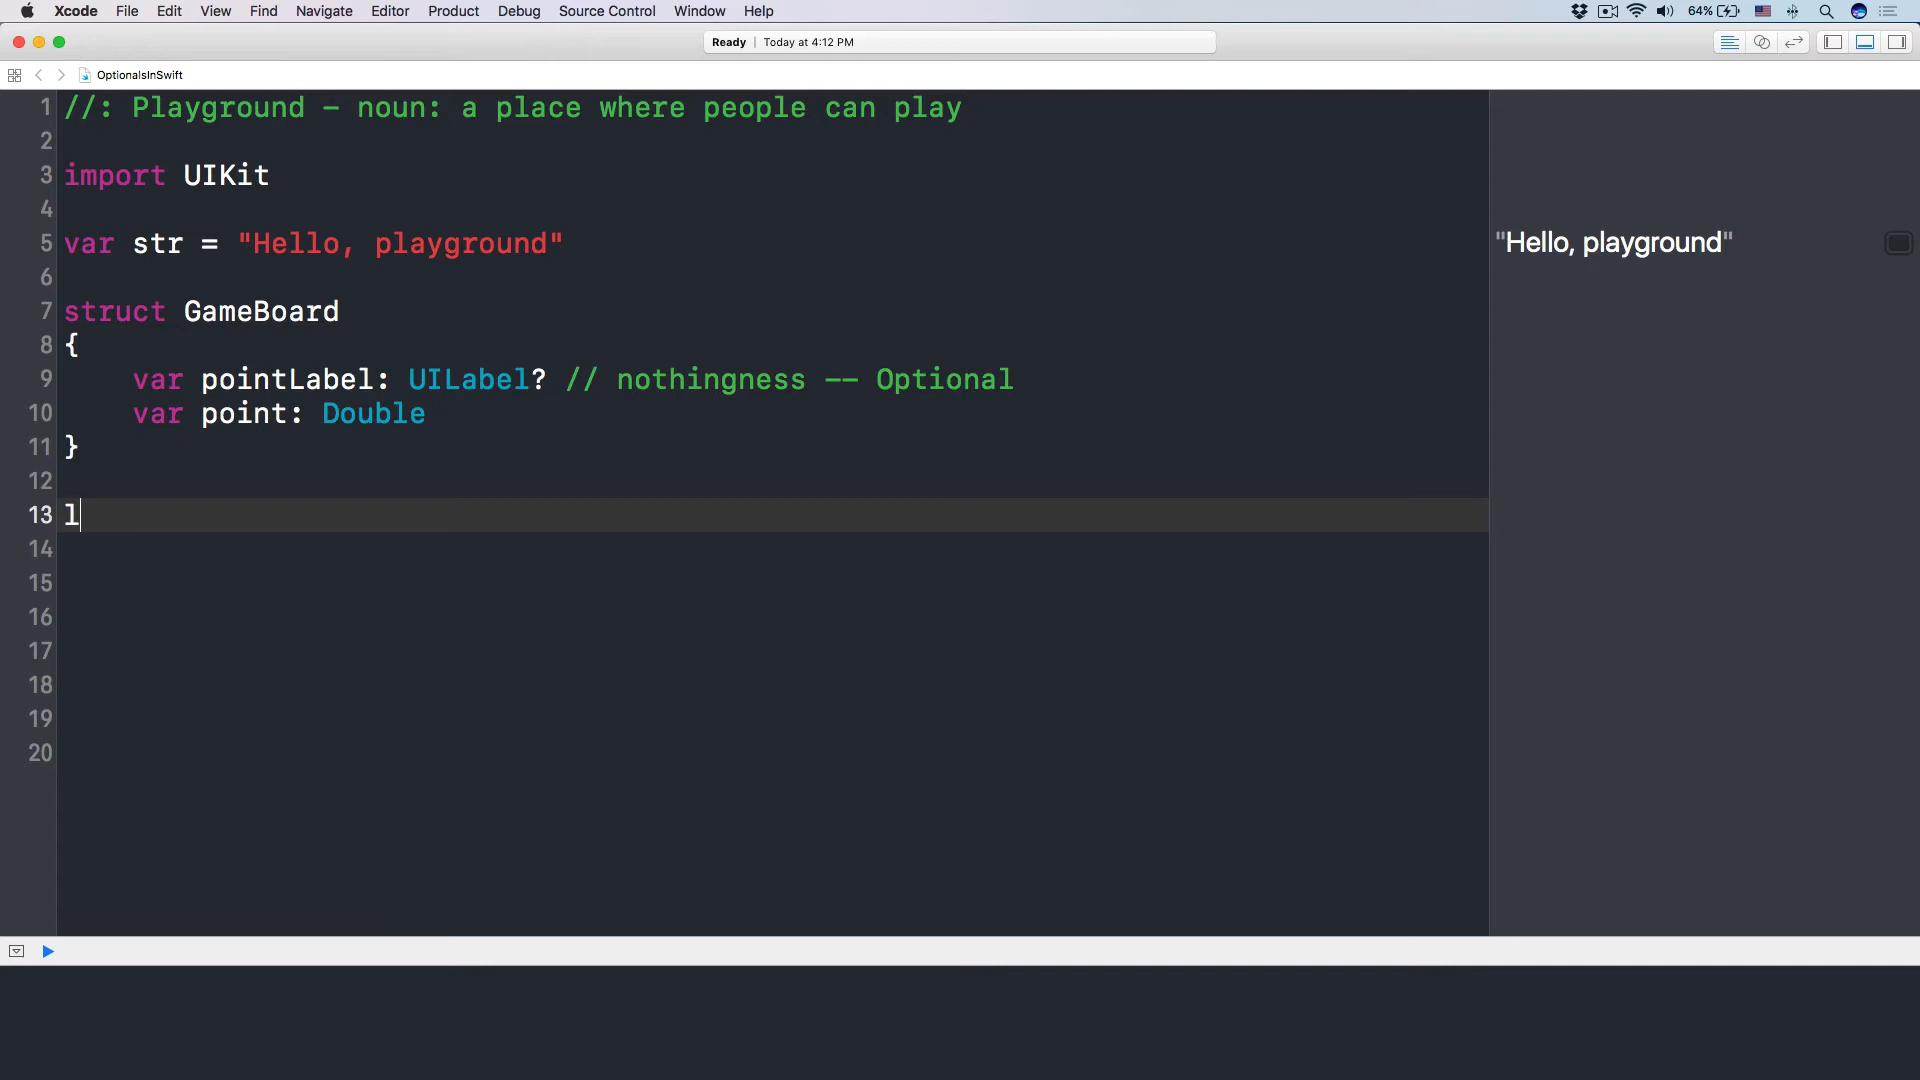 Xcode File Edit View Find Navigate Editor Product Debug Source Control Window Help 64%
Ready | Today at 4:12 PM
OptionalsInSwift
1 //: Playground - noun: a place where people can play
2
3 import UIKit
4
5 var str = "Hello, playground" "Hello, playground"
6
7 struct GameBoard
8 {
9 var pointLabel: UILabel? // nothingness -- Optional
10 var point: Double
11 }
12
13 l
14
15
16
17
18
19
20